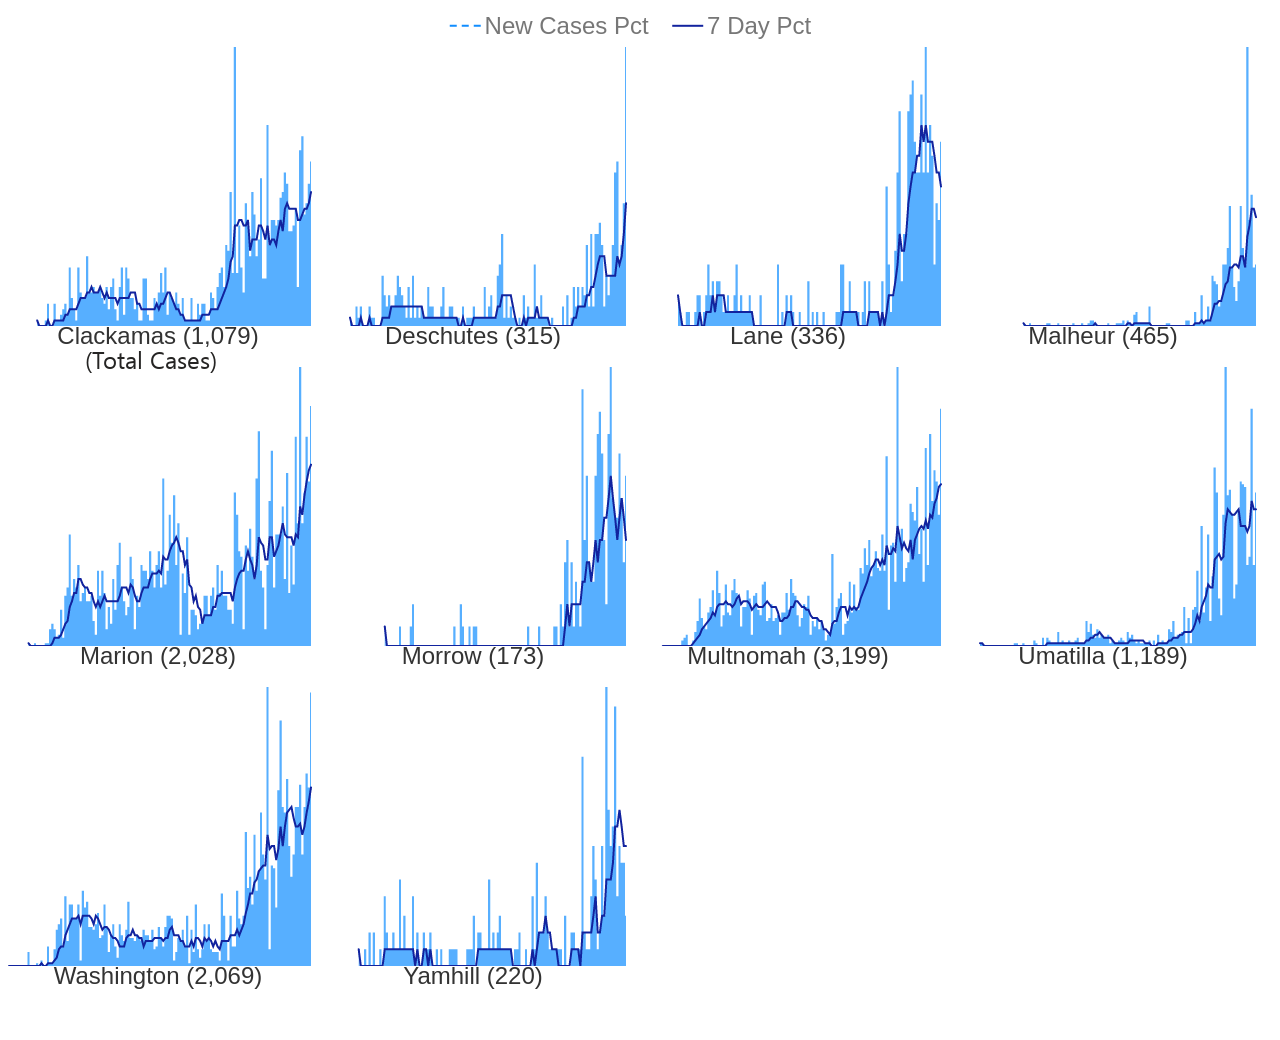 New Cases Pct 7 Day Pct
Clackamas (1,079) Deschutes (315) Lane (336) Malheur (465)
(Total Cases)
Marion (2,028) Morrow (173) Multnomah (3,199) Umatilla (1,189)
Washington (2,069) Yamhill (220)